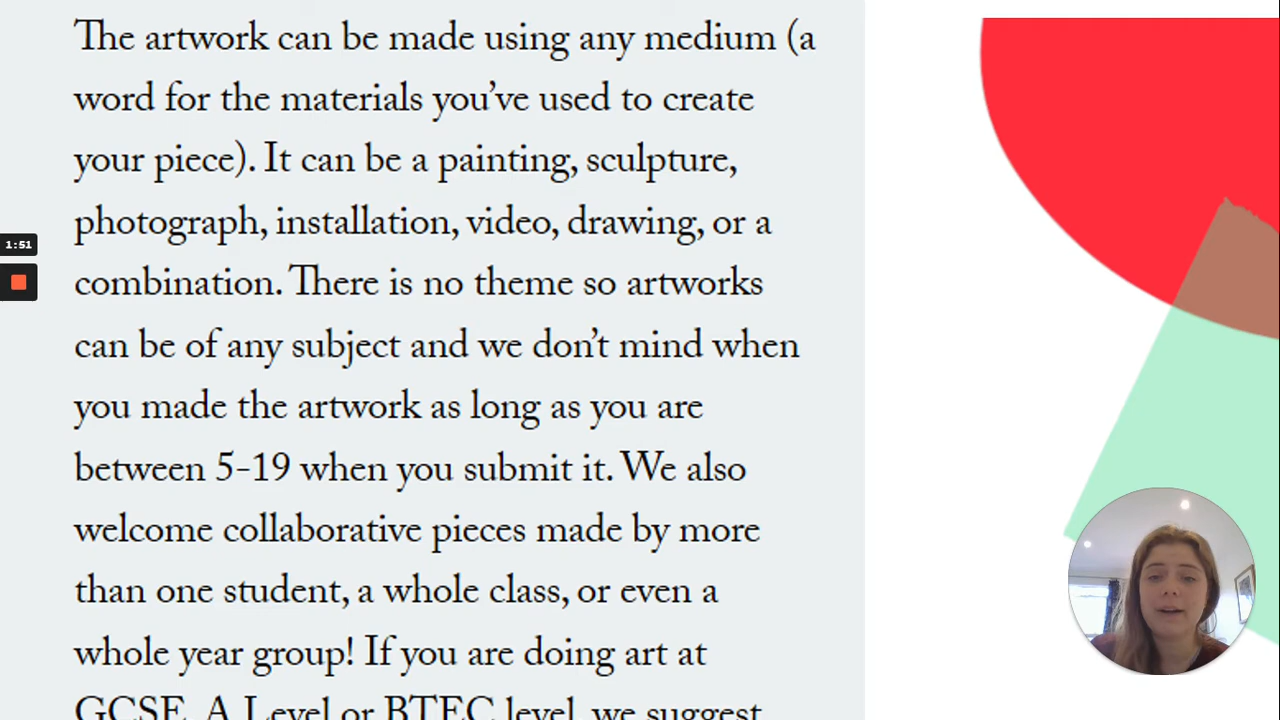 The artwork can be made using any medium (a
word for the materials you’ve used to create
your piece). It can be a painting, sculpture,
photograph, installation, video, drawing, or a
combination. There is no theme so artworks
can be of any subject and we don’t mind when
you made the artwork as long as you are
between 5-19 when you submit it. We also
welcome collaborative pieces made by more
than one student, a whole class, or even a
whole year group! If you are doing art at
GCSE, A Level or BTEC level, we suggest
1:51